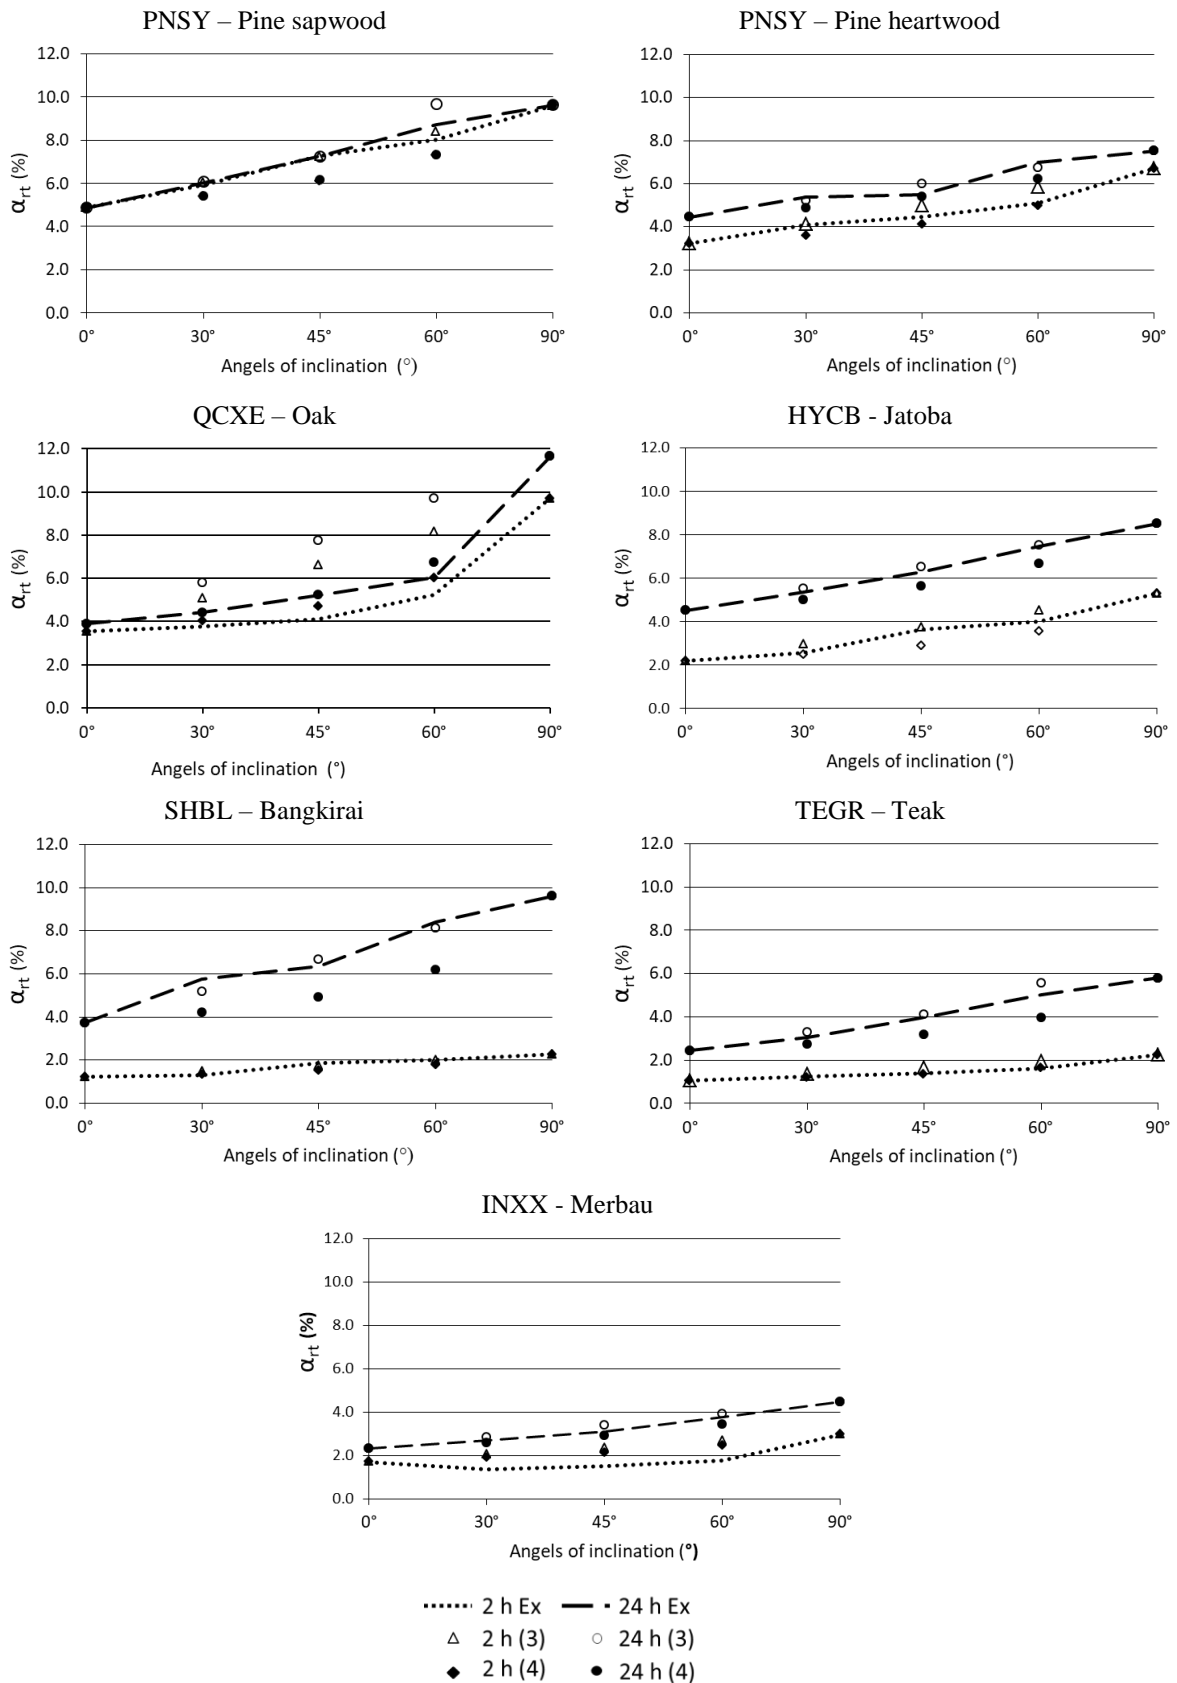 PNSY – Pine sapwood
12.0
10.0
8.0
6.0
4.0
2.0
0.0
αrt (%)
0° 30° 45° 60° 90°
Angels of inclination (°)
PNSY – Pine heartwood
12.0
10.0
8.0
6.0
4.0
2.0
0.0
αrt (%)
0° 30° 45° 60° 90°
Angels of inclination (°)
QCXE – Oak
12.0
10.0
8.0
6.0
4.0
2.0
0.0
αrt (%)
0° 30° 45° 60° 90°
Angels of inclination (°)
HYCB - Jatoba
12.0
10.0
8.0
6.0
4.0
2.0
0.0
αrt (%)
0° 30° 45° 60° 90°
Angels of inclination (°)
SHBL – Bangkirai
12.0
10.0
8.0
6.0
4.0
2.0
0.0
αrt (%)
0° 30° 45° 60° 90°
Angels of inclination (°)
TEGR – Teak
12.0
10.0
8.0
6.0
4.0
2.0
0.0
αrt (%)
0° 30° 45° 60° 90°
Angels of inclination (°)
INXX - Merbau
12.0
10.0
8.0
6.0
4.0
2.0
0.0
αrt (%)
0° 30° 45° 60° 90°
Angels of inclination (°)
2 h Ex 24 h Ex
2 h (3) 24 h (3)
2 h (4) 24 h (4)